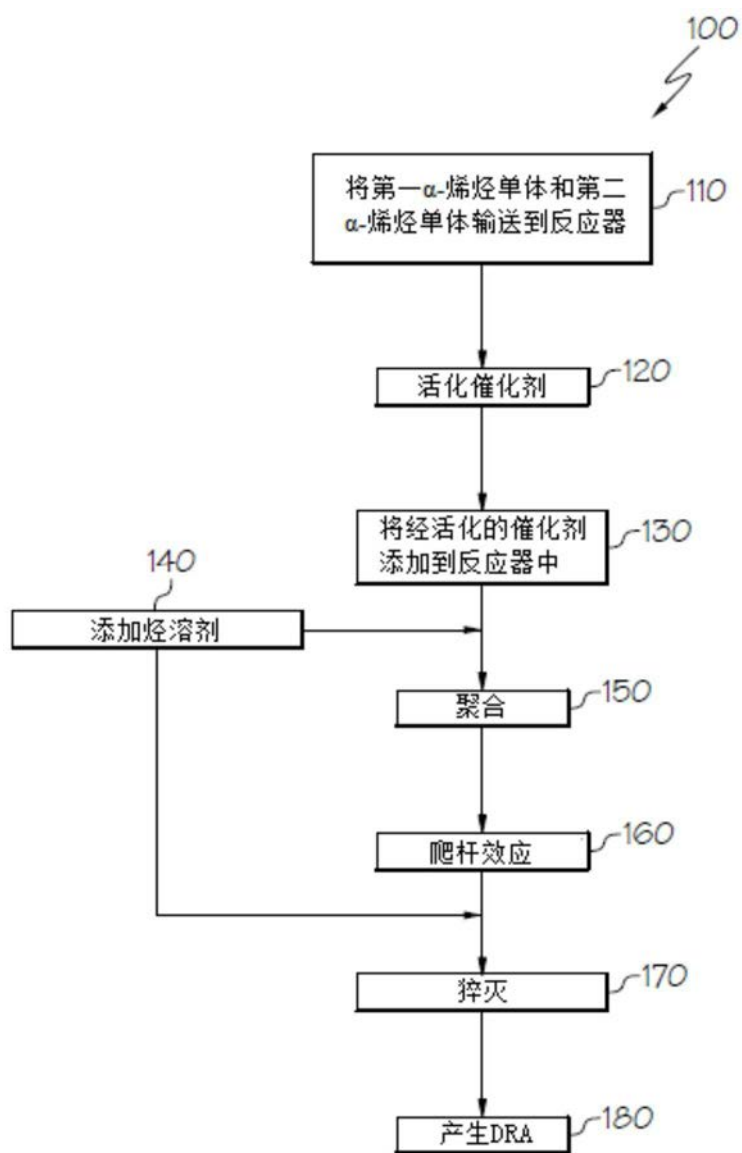 100
将第一α-烯烃单体和第二
α-烯烃单体输送到反应器
110
活化催化剂
120
将经活化的催化剂
添加到反应器中
130
140
添加烃溶剂
聚合
150
爬杆效应
160
猝灭
170
产生DRA
180